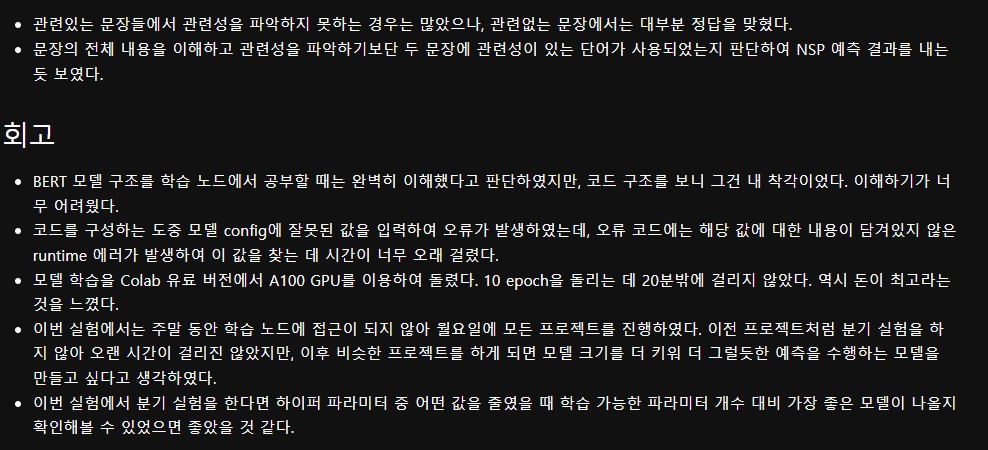 • 관련있는 문장들에서 관련성을 파악하지 못하는 경우는 많았으나, 관련없는 문장에서는 대부분 정답을 맞혔다.
• 문장의 전체 내용을 이해하고 관련성을 파악하기보단 두 문장에 관련성이 있는 단어가 사용되었는지 판단하여 NSP 예측 결과를 내는
듯 보였다.
회고
• BERT 모델 구조를 학습 노드에서 공부할 때는 완벽히 이해했다고 판단하였지만, 코드 구조를 보니 그건 내 착각이었다. 이해하기가 너
무 어려웠다.
• 코드를 구성하는 도중 모델 config에 잘못된 값을 입력하여 오류가 발생하였는데, 오류 코드에는 해당 값에 대한 내용이 담겨있지 않은
runtime 에러가 발생하여 이 값을 찾는 데 시간이 너무 오래 걸렸다.
• 모델 학습을 Colab 유료 버전에서 A100 GPU를 이용하여 돌렸다. 10 epoch을 돌리는 데 20분밖에 걸리지 않았다. 역시 돈이 최고라는
것을 느꼈다.
• 이번 실험에서는 주말 동안 학습 노드에 접근이 되지 않아 월요일에 모든 프로젝트를 진행하였다. 이전 프로젝트처럼 분기 실험을 하
지 않아 오랜 시간이 걸리진 않았지만, 이후 비슷한 프로젝트를 하게 되면 모델 크기를 더 키워 더 그럴듯한 예측을 수행하는 모델을
만들고 싶다고 생각하였다.
• 이번 실험에서 분기 실험을 한다면 하이퍼 파라미터 중 어떤 값을 줄였을 때 학습 가능한 파라미터 개수 대비 가장 좋은 모델이 나올지
확인해볼 수 있었으면 좋았을 것 같다.